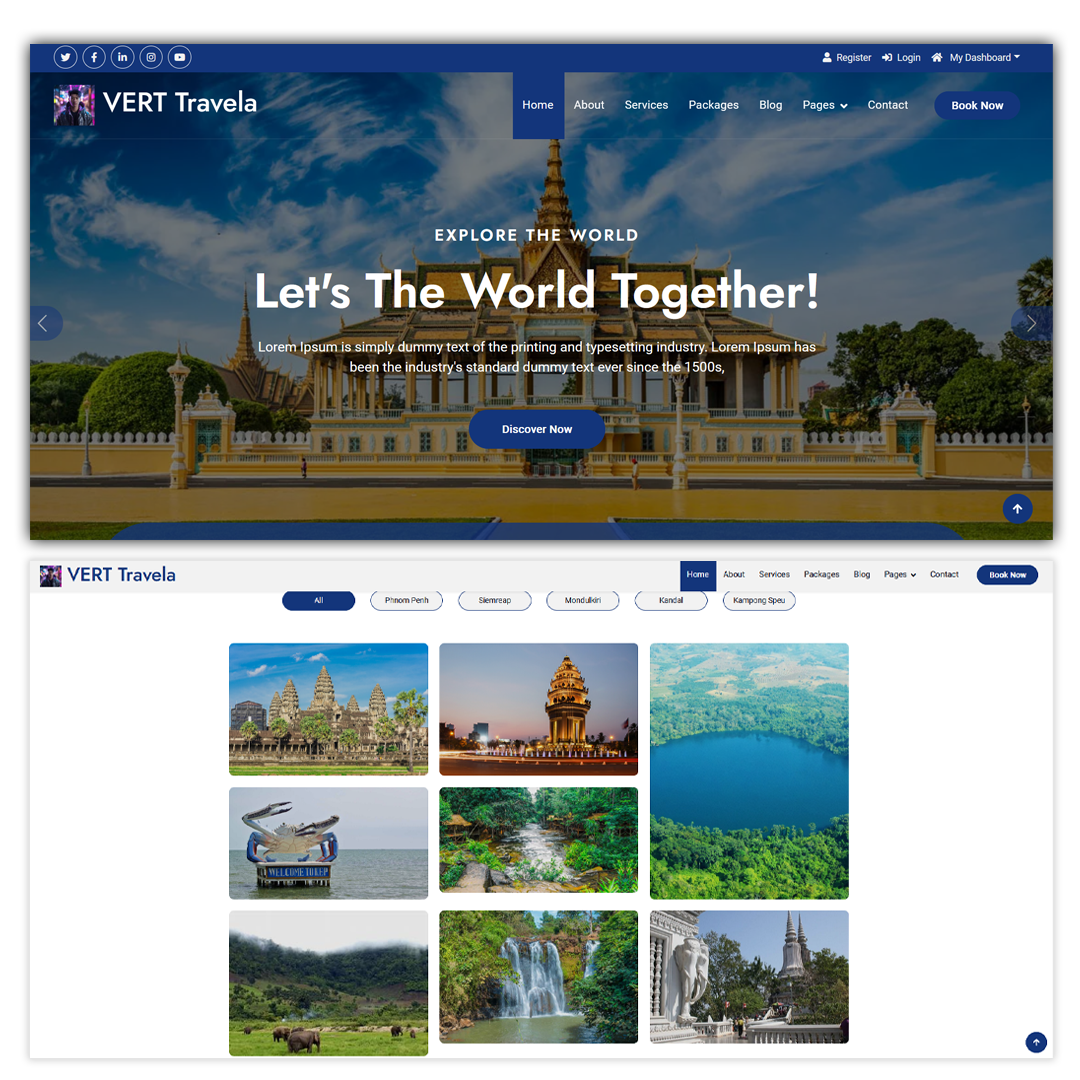 Register Login My Dashboard
VERT Travela
Home About Services Packages Blog Pages Contact Book Now
EXPLORE THE WORLD
Let's The World Together!
Lorem Ipsum is simply dummy text of the printing and typesetting industry. Lorem Ipsum has
been the industry's standard dummy text ever since the 1500s,
Discover Now
VERT Travela
Home About Services Packages Blog Pages Contact Book Now
All Phnom Penh Siemreap Mondulkiri Kandal Kampong Speu
WELCOME TO KEP